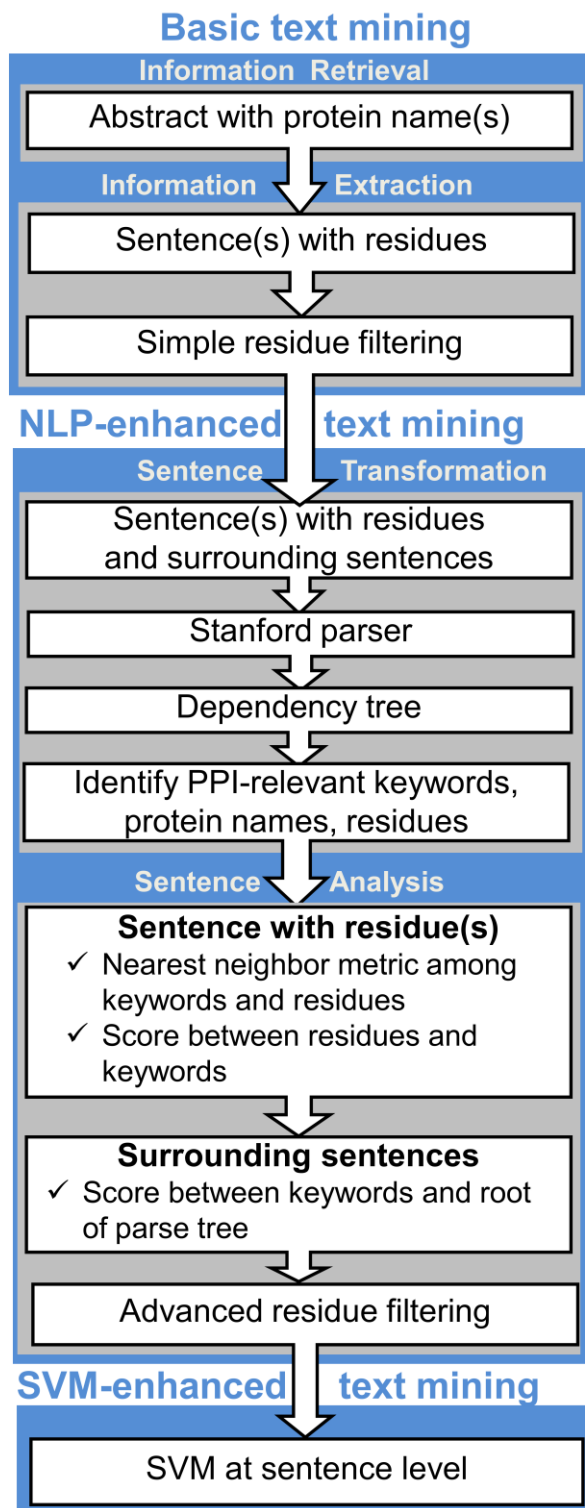 Basic text mining
Information Retrieval
Abstract with protein name(s)
Information Extraction
Sentence(s) with residues
Simple residue filtering
NLP-enhanced text mining
Sentence Transformation
Sentence(s) with residues
and surrounding sentences
Stanford parser
Dependency tree
Identify PPI-relevant keywords,
protein names, residues
Sentence Analysis
Sentence with residue(s)
✓ Nearest neighbor metric among
keywords and residues
✓ Score between residues and
keywords
Surrounding sentences
✓ Score between keywords and root
of parse tree
Advanced residue filtering
SVM-enhanced text mining
SVM at sentence level